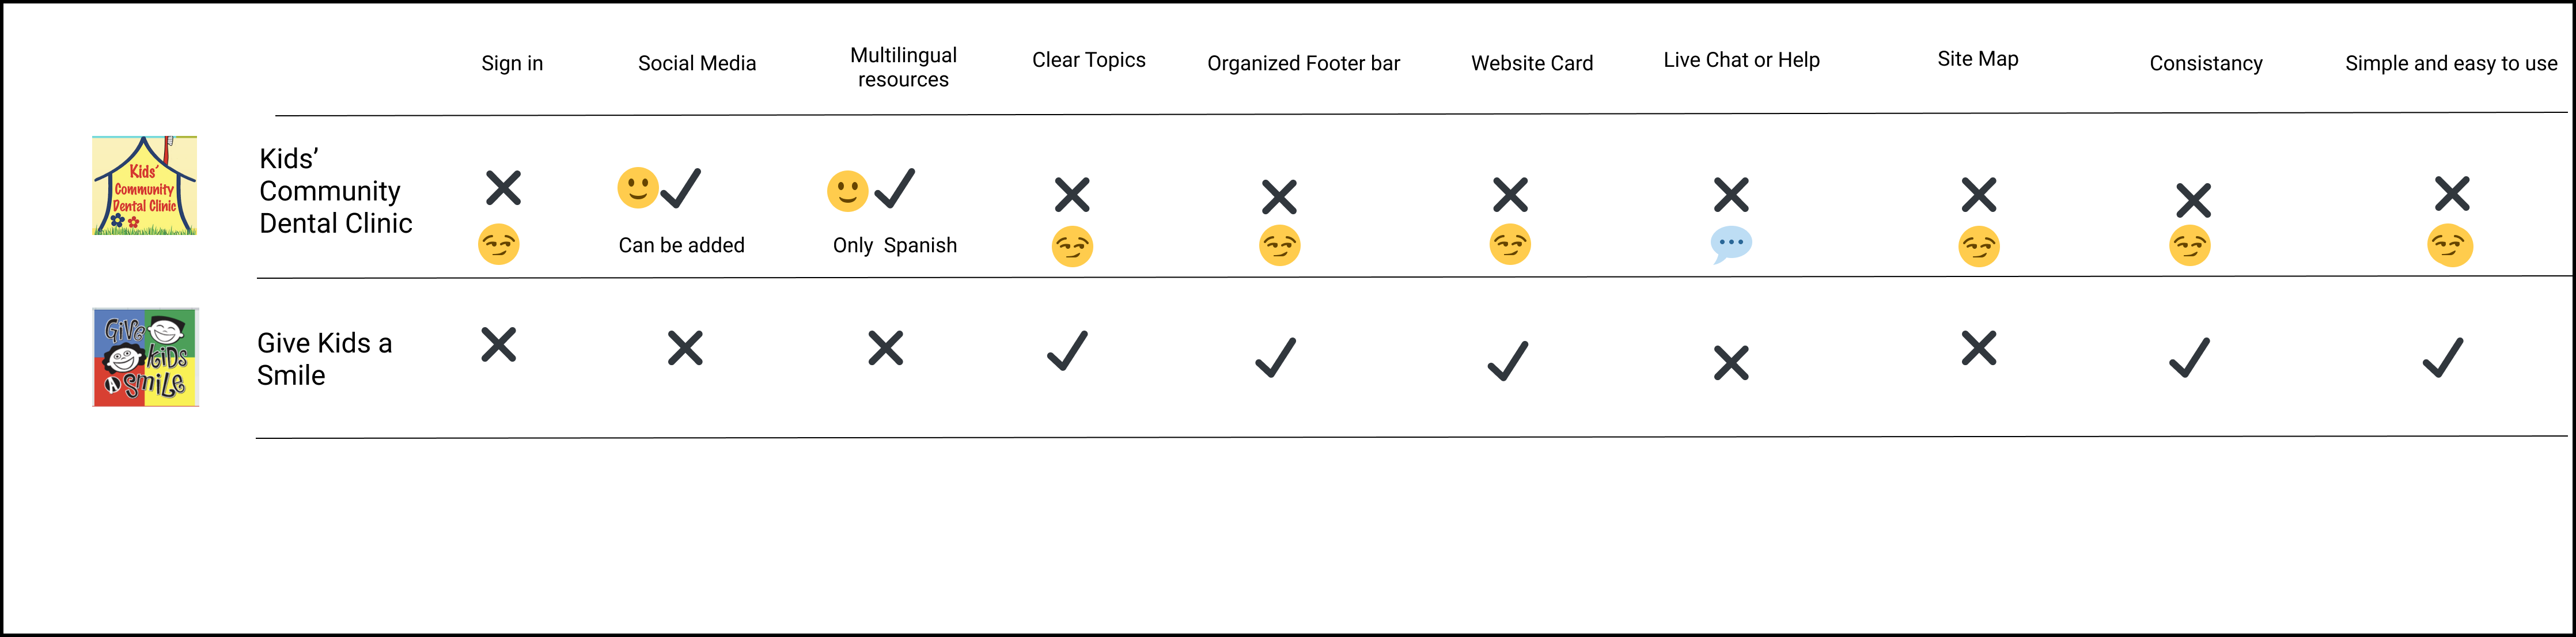 Sign in
Social Media
Multilingual
resources
Clear Topics
Organized Footer bar
Website Card
Live Chat or Help
Site Map
Consistancy
Simple and easy to use
Kids'
Community
Dental Clinic
Kids’
Community
Dental Clinic
Can be added
Only  Spanish
GiVe
KiDS
A SMiLE
Give Kids a
Smile